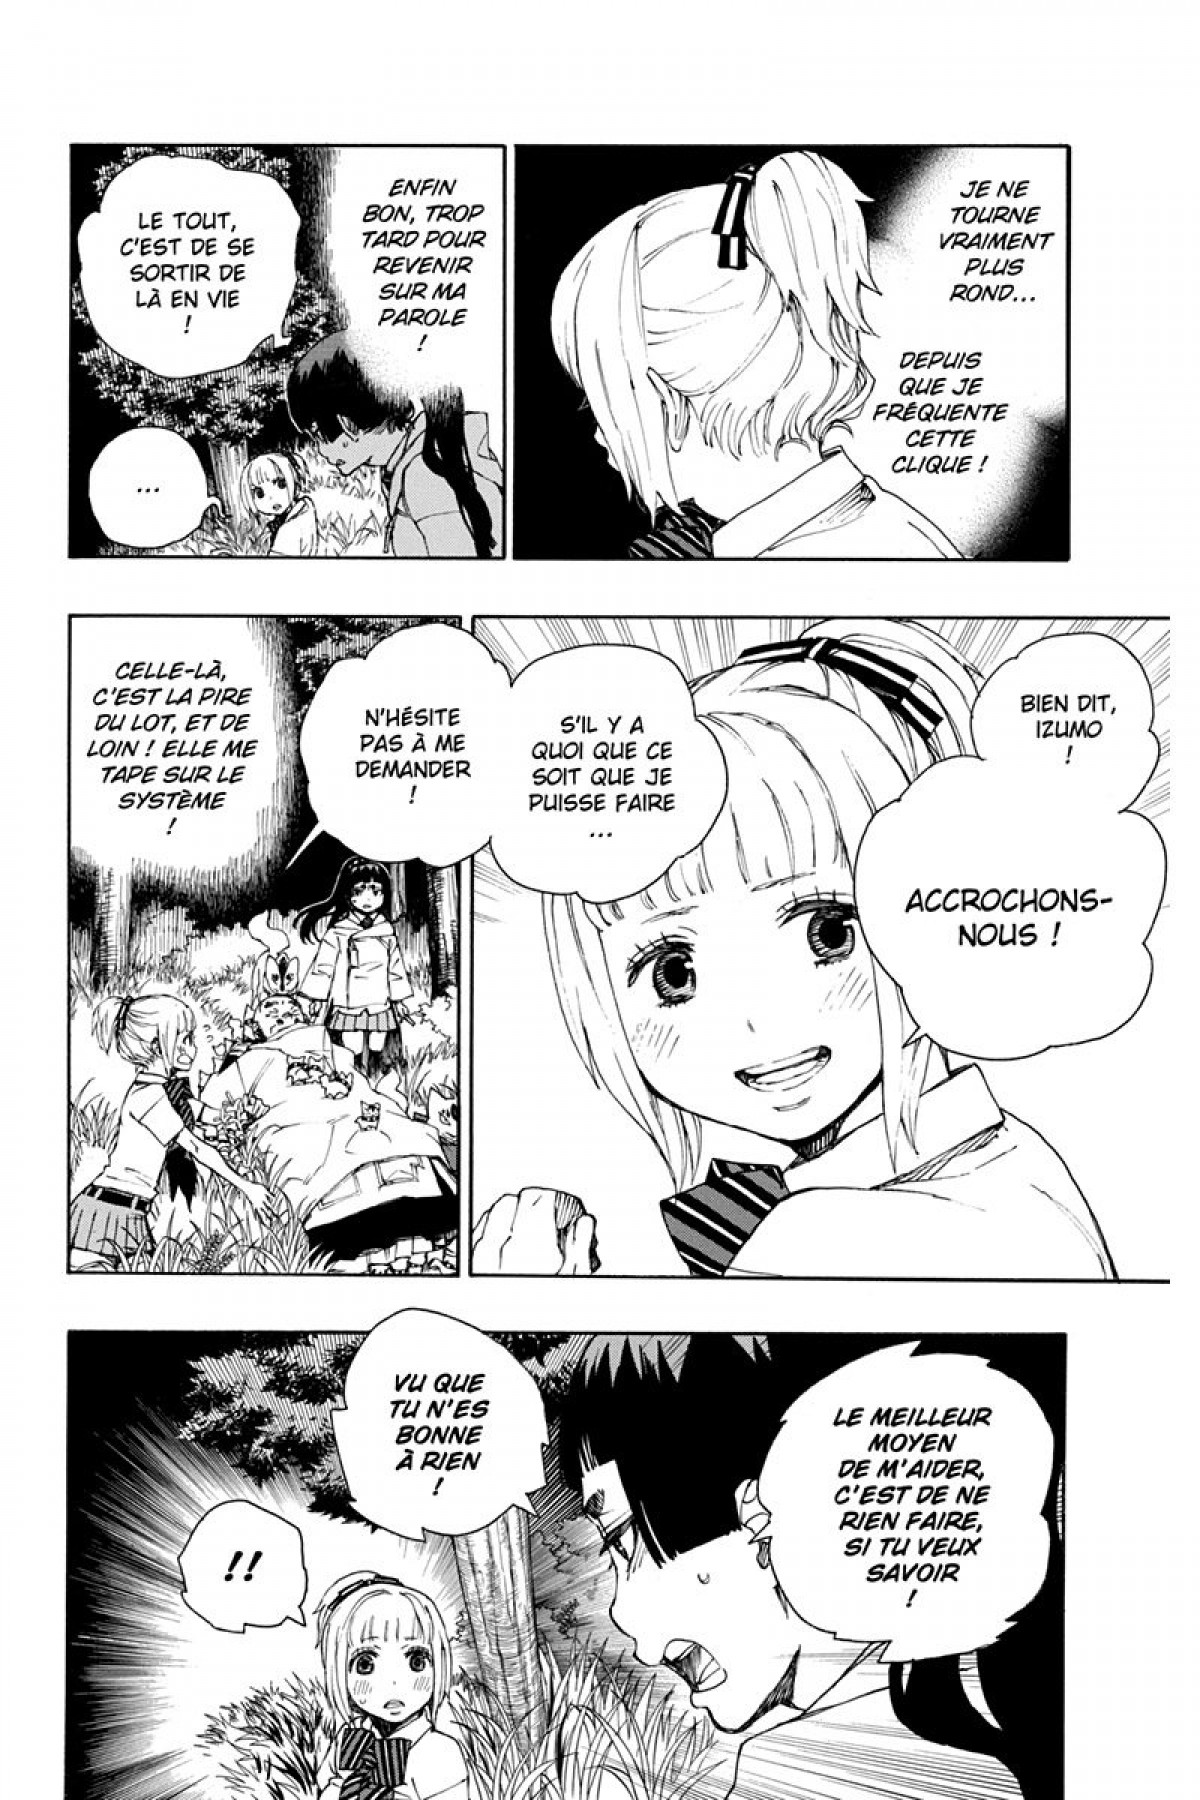 JE NE
TOURNE
VRAIMENT
PLUS
ROND...
DEPUIS
QUE JE
FRÉQUENTE
CETTE
CLIQUE !
ENFIN
BON, TROP
TARD POUR
REVENIR
SUR MA
PAROLE
!
LE TOUT,
C'EST DE SE
SORTIR DE
LÀ EN VIE
!
...
BIEN DIT,
IZUMO
!
ACCROCHONS-
NOUS !
S'IL Y A
QUOI QUE CE
SOIT QUE JE
PUISSE FAIRE
...
N'HÉSITE
PAS À ME
DEMANDER
!
CELLE-LÀ,
C'EST LA PIRE
DU LOT, ET DE
LOIN ! ELLE ME
TAPE SUR LE
SYSTÈME
!
LE MEILLEUR
MOYEN
DE M'AIDER,
C'EST DE NE
RIEN FAIRE,
SI TU VEUX
SAVOIR
!
VU QUE
TU N'ES
BONNE
À RIEN
!
!!